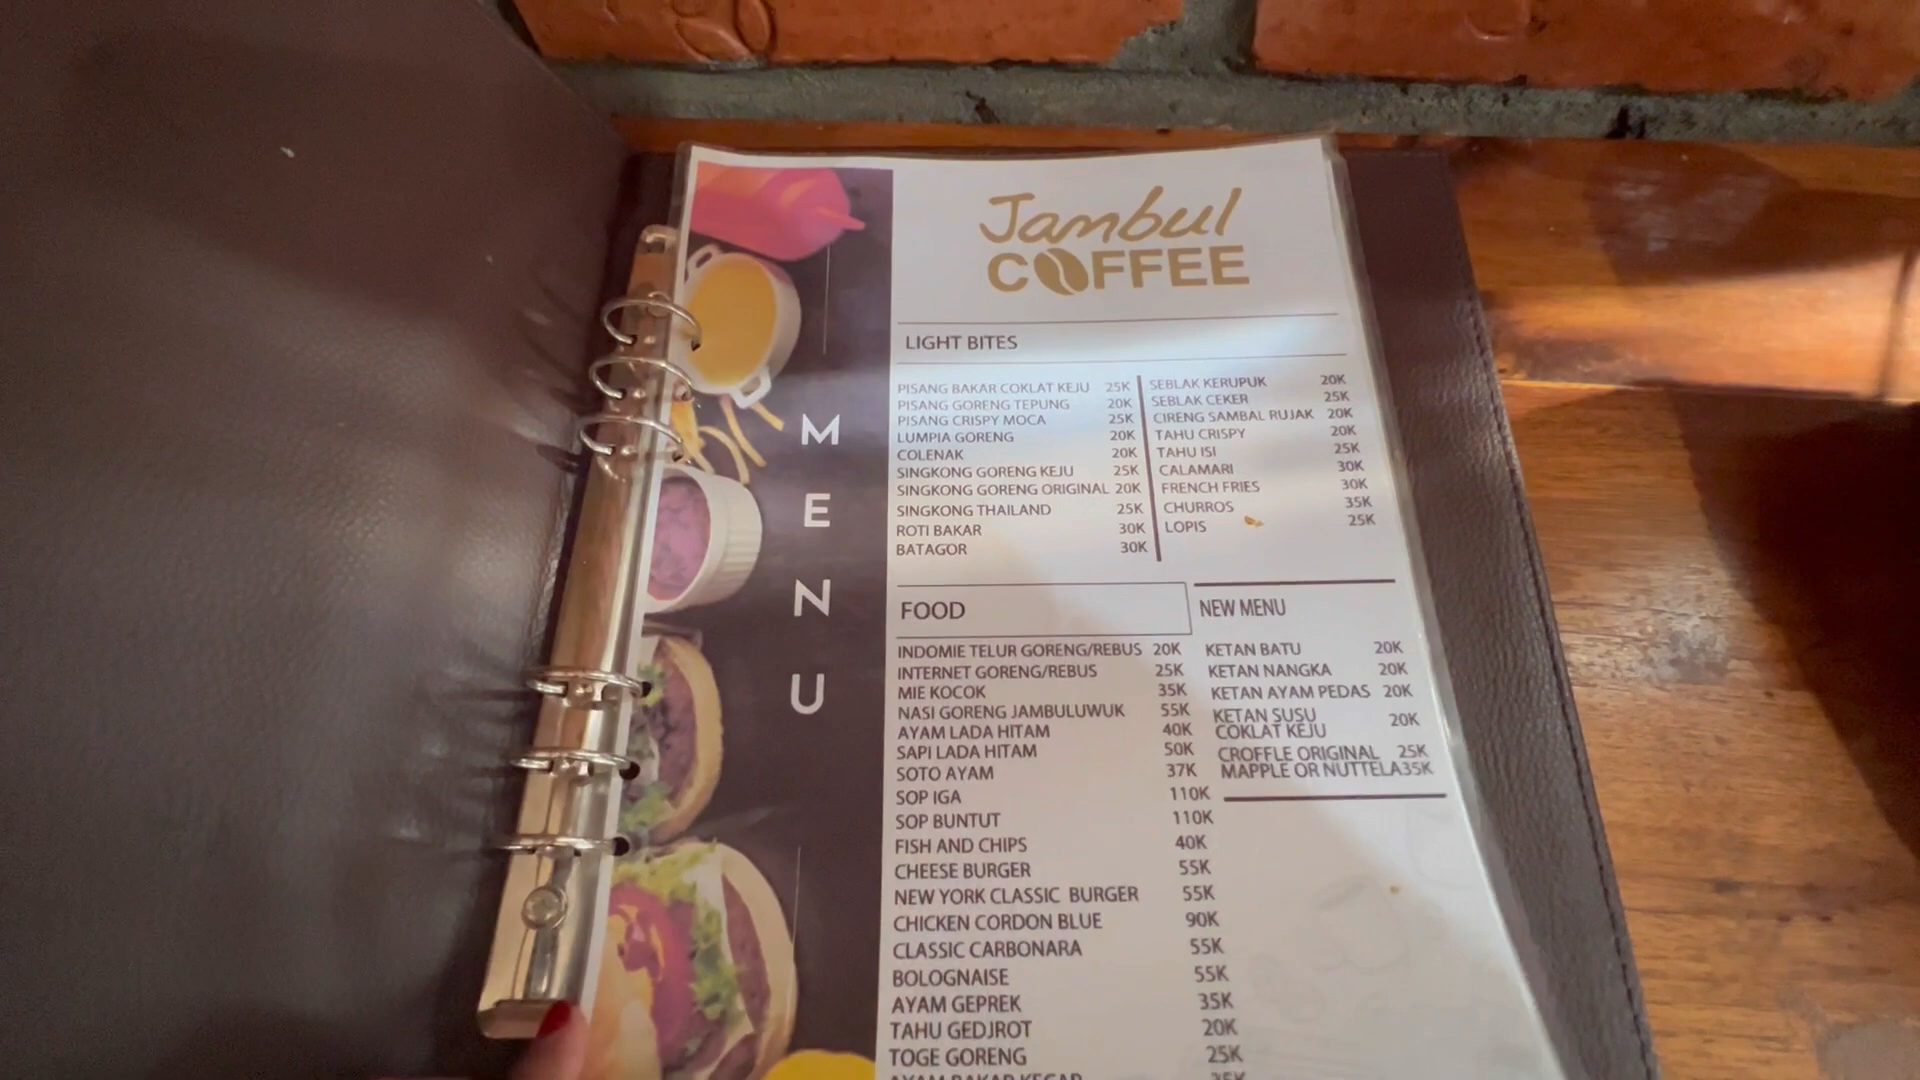 MENU
Jambul
COFFEE
LIGHT BITES
PISANG BAKAR COKLAT KEJU 25K
PISANG GORENG TEPUNG 20K
PISANG CRISPY MOCA 25K
LUMPIA GORENG 20K
COLENAK 20K
SINGKONG GORENG KEJU 25K
SINGKONG GORENG ORIGINAL 20K
SINGKONG THAILAND 25K
ROTI BAKAR 30K
BATAGOR 30K
SEBLAK KERUPUK 20K
SEBLAK CEKER 25K
CIRENG SAMBAL RUJAK 20K
TAHU CRISPY 20K
TAHU ISI 25K
CALAMARI 30K
FRENCH FRIES 30K
CHURROS 35K
LOPIS 25K
FOOD
INDOMIE TELUR GORENG/REBUS 20K
INTERNET GORENG/REBUS 25K
MIE KOCOK 35K
NASI GORENG JAMBULUWUK 55K
AYAM LADA HITAM 40K
SAPI LADA HITAM 50K
SOTO AYAM 37K
SOP IGA 110K
SOP BUNTUT 110K
FISH AND CHIPS 40K
CHEESE BURGER 55K
NEW YORK CLASSIC BURGER 55K
CHICKEN CORDON BLUE 90K
CLASSIC CARBONARA 55K
BOLOGNAISE 55K
AYAM GEPREK 35K
TAHU GEDJROT 20K
TOGE GORENG 25K
AYAM BAKAR KECAP
NEW MENU
KETAN BATU 20K
KETAN NANGKA 20K
KETAN AYAM PEDAS 20K
KETAN SUSU
COKLAT KEJU 20K
CROFFLE ORIGINAL 25K
MAPPLE OR NUTTELA35K